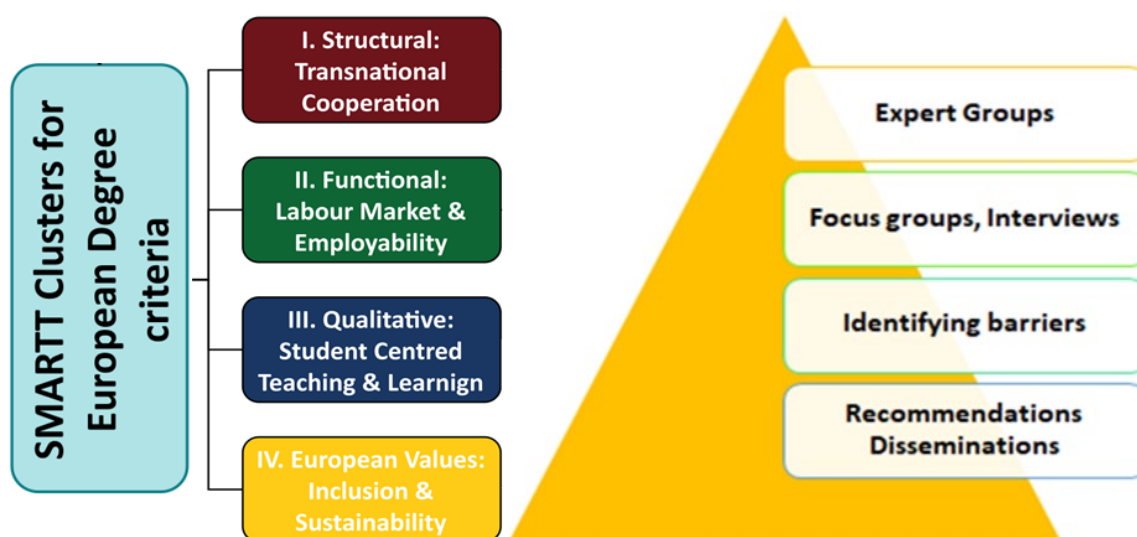 SMARTT Clusters for
European Degree
criteria
I. Structural:
Transnational
Cooperation
II. Functional:
Labour Market &
Employability
III. Qualitative:
Student Centred
Teaching & Learnign
IV. European Values:
Inclusion &
Sustainability
Expert Groups
Focus groups, Interviews
Identifying barriers
Recommendations
Disseminations